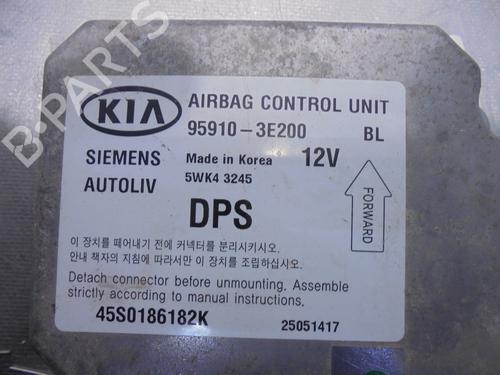 B-PARTS
KIA AIRBAG CONTROL UNIT
95910-3E200 BL
SIEMENS Made in Korea 12V
AUTOLIV 5WK4 3245
DPS
FORWARD
이 장치를 떼어내기 전에 커넥터를 분리시키시오.
안내 책자의 지침에 따라서만 이 장치를 조립하십시오.
Detach connector before unmounting. Assemble
strictly according to manual instructions.
45S0186182K 25051417